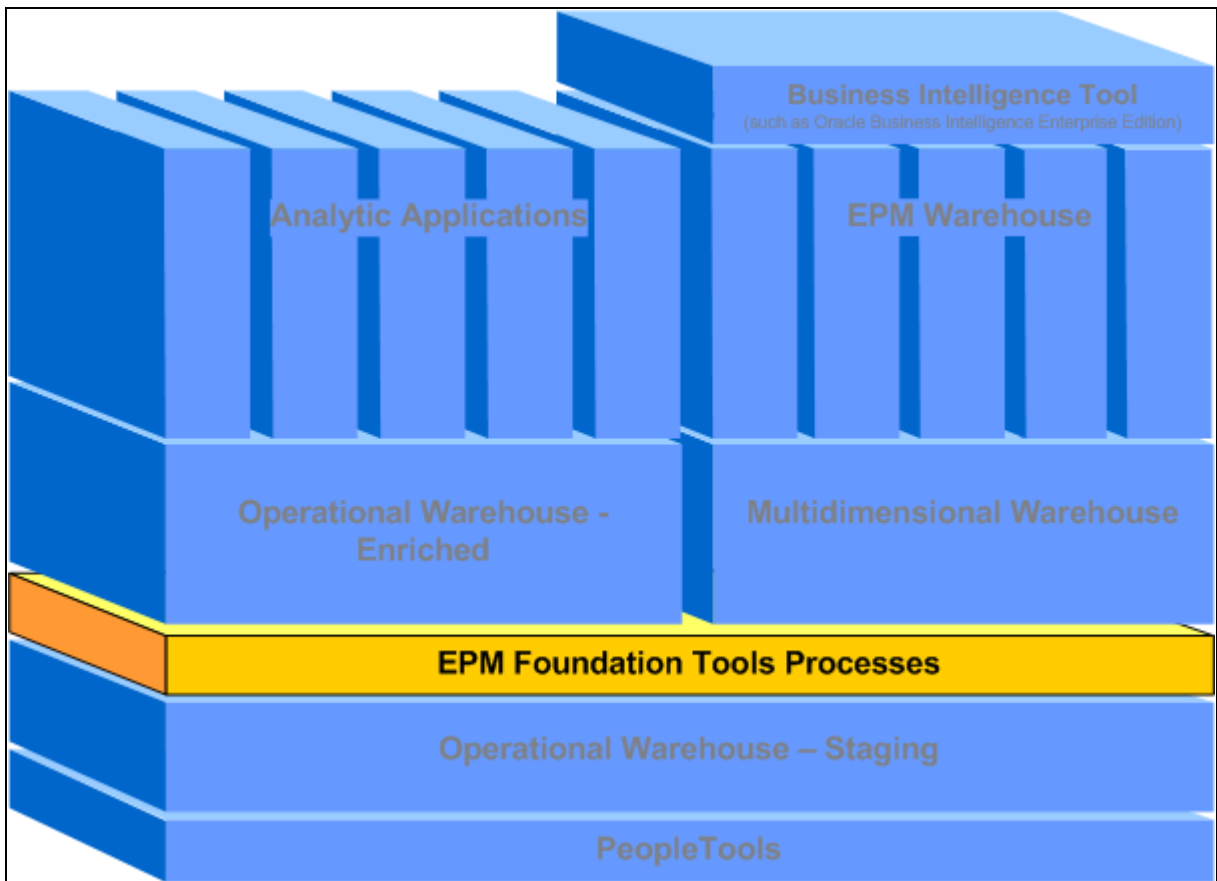 Business Intelligence Tool
(such as Oracle Business Intelligence Enterprise Edition)
Analytic Applications
EPM Warehouse
Operational Warehouse -
Enriched
Multidimensional Warehouse
EPM Foundation Tools Processes
Operational Warehouse – Staging
PeopleTools